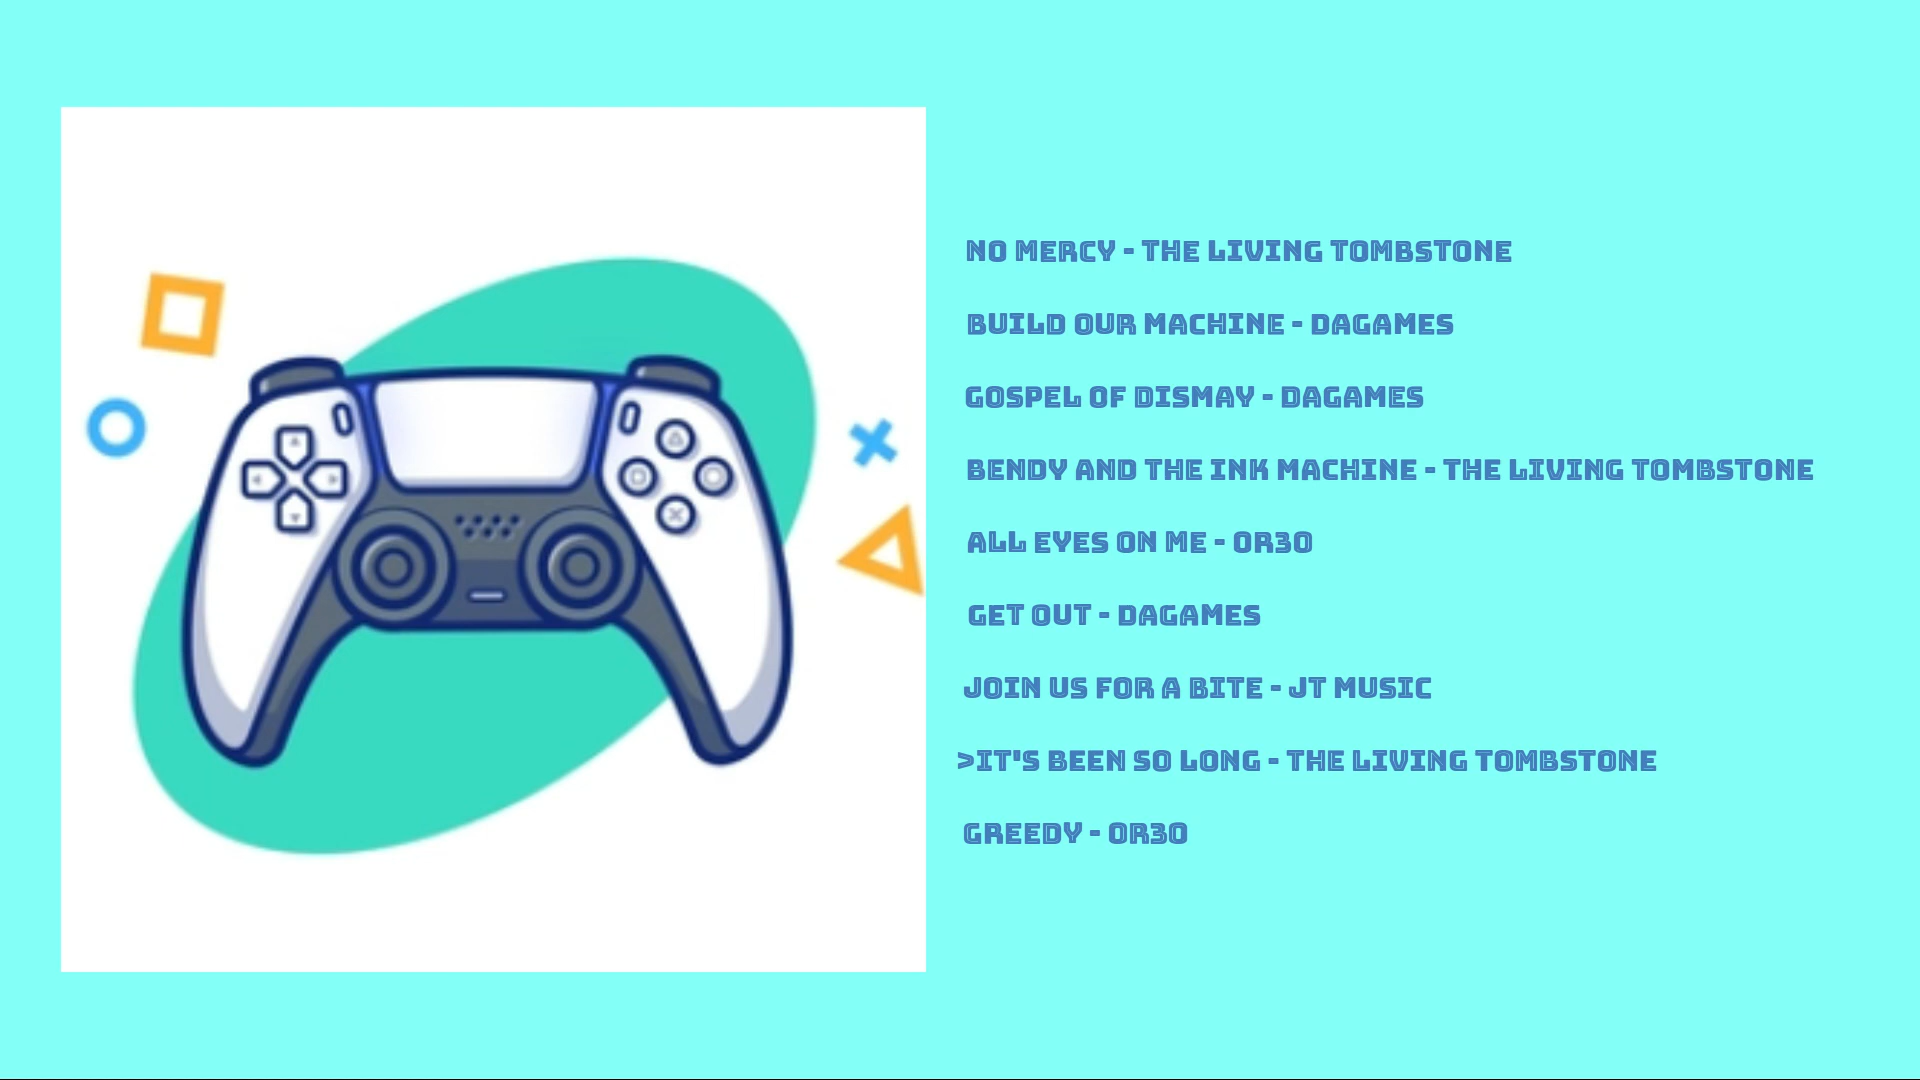 NO MERCY - THE LIVING TOMBSTONE
BUILD OUR MACHINE - DAGAMES
GOSPEL OF DISMAY - DAGAMES
BENDY AND THE INK MACHINE - THE LIVING TOMBSTONE
ALL EYES ON ME - OR3O
GET OUT - DAGAMES
JOIN US FOR A BITE - JT MUSIC
>IT'S BEEN SO LONG - THE LIVING TOMBSTONE
GREEDY - OR3O